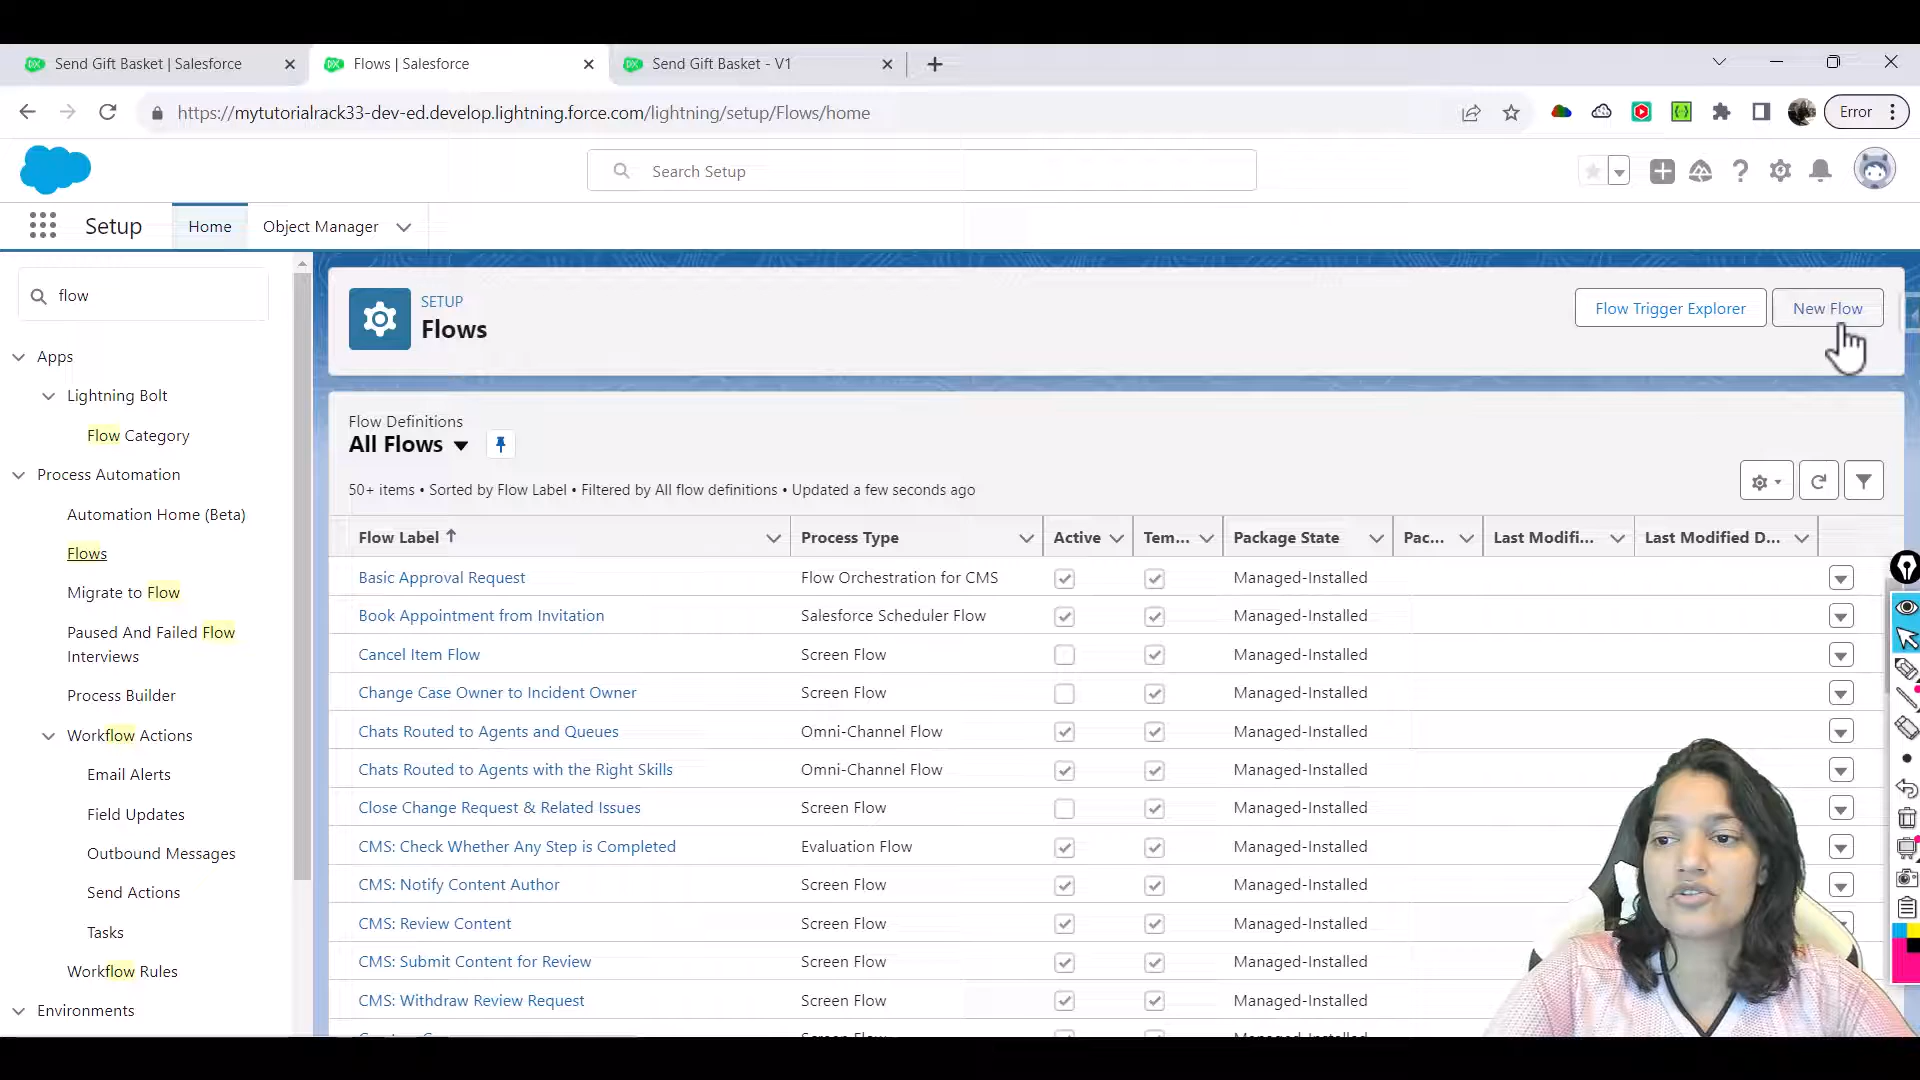 Send Gift Basket | Salesforce
Flows | Salesforce
Send Gift Basket - V1
https://mytutorialrack33-dev-ed.develop.lightning.force.com/lightning/setup/Flows/home
Error
Search Setup
Setup
Home
Object Manager
flow
Apps
Lightning Bolt
Flow Category
Process Automation
Automation Home (Beta)
Flows
Migrate to Flow
Paused And Failed Flow
Interviews
Process Builder
Workflow Actions
Email Alerts
Field Updates
Outbound Messages
Send Actions
Tasks
Workflow Rules
Environments
SETUP
Flows
Flow Trigger Explorer
New Flow
Flow Definitions
All Flows
50+ items • Sorted by Flow Label • Filtered by All flow definitions • Updated a few seconds ago
Flow Label Process Type Active Tem... Package State Pac... Last Modifi... Last Modified D...
Basic Approval Request Flow Orchestration for CMS Managed-Installed
Book Appointment from Invitation Salesforce Scheduler Flow Managed-Installed
Cancel Item Flow Screen Flow Managed-Installed
Change Case Owner to Incident Owner Screen Flow Managed-Installed
Chats Routed to Agents and Queues Omni-Channel Flow Managed-Installed
Chats Routed to Agents with the Right Skills Omni-Channel Flow Managed-Installed
Close Change Request & Related Issues Screen Flow Managed-Installed
CMS: Check Whether Any Step is Completed Evaluation Flow Managed-Installed
CMS: Notify Content Author Screen Flow Managed-Installed
CMS: Review Content Screen Flow Managed-Installed
CMS: Submit Content for Review Screen Flow Managed-Installed
CMS: Withdraw Review Request Screen Flow Managed-Installed